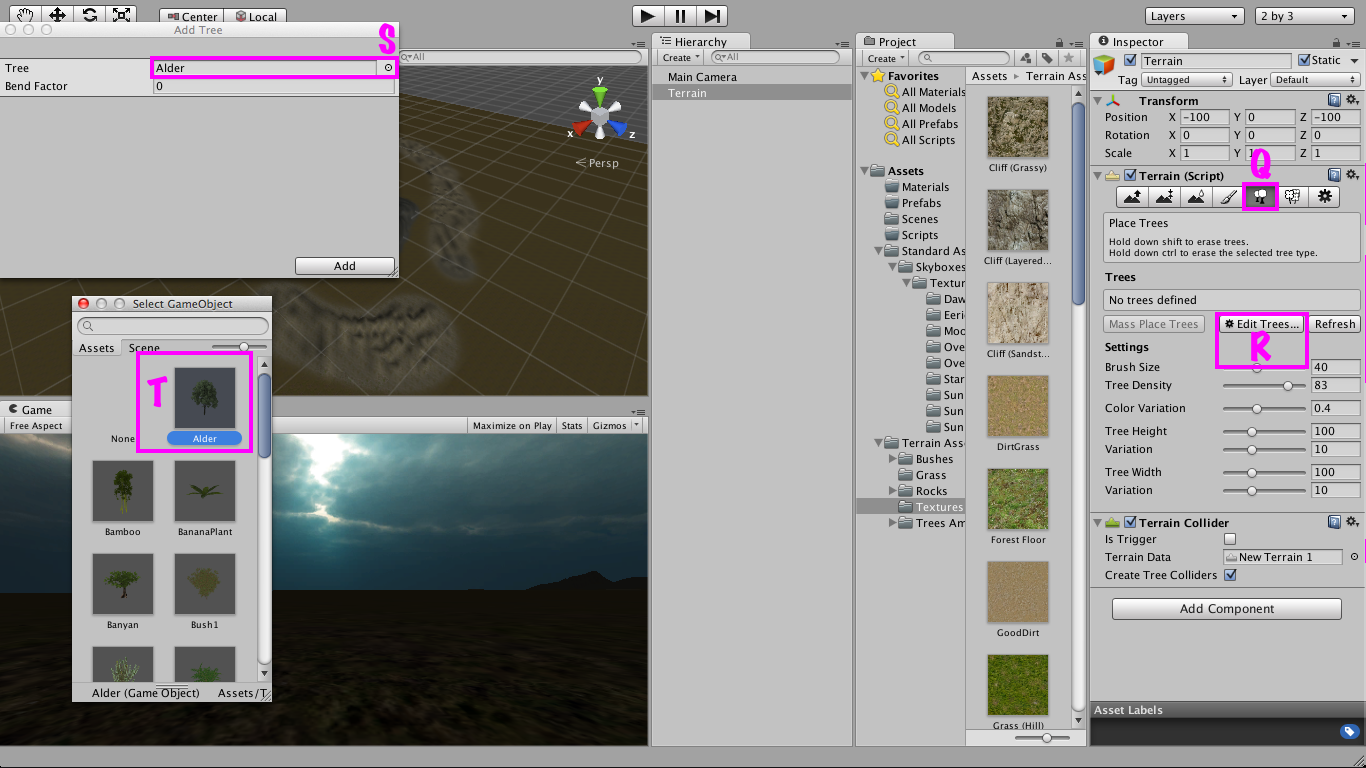 Center
Local
Layers
2 by 3
Add Tree
S
Tree
Alder
Bend Factor
0
Add
All
y
x
z
Persp
Select GameObject
Assets
Scene
T
None
Alder
Bamboo
BananaPlant
Banyan
Bush1
Alder (Game Object)
Assets/T
Game
Free Aspect
Maximize on Play
Stats
Gizmos
Hierarchy
Create
All
Main Camera
Terrain
Project
Create
Favorites
All Materials
All Models
All Prefabs
All Scripts
Assets
Materials
Prefabs
Scenes
Scripts
Standard As
Skyboxes
Textur
Daw
Eeri
Moo
Ove
Ove
Star
Sun
Sun
Sun
Terrain Asse
Bushes
Grass
Rocks
Textures
Trees Am
Assets
Terrain Ass
Cliff (Grassy)
Cliff (Layered...
Cliff (Sandst...
DirtGrass
Forest Floor
GoodDirt
Grass (Hill)
Inspector
Terrain
Static
Tag
Untagged
Layer
Default
Transform
Position
X
-100
Y
0
Z
-100
Rotation
X
0
Y
0
Z
0
Scale
X
1
Y
1
Z
1
Q
Terrain (Script)
Place Trees
Hold down shift to erase trees.
Hold down ctrl to erase the selected tree type.
Trees
No trees defined
Mass Place Trees
Edit Trees...
Refresh
R
Settings
Brush Size
40
Tree Density
83
Color Variation
0.4
Tree Height
100
Variation
10
Tree Width
100
Variation
10
Terrain Collider
Is Trigger
Terrain Data
New Terrain 1
Create Tree Colliders
Add Component
Asset Labels